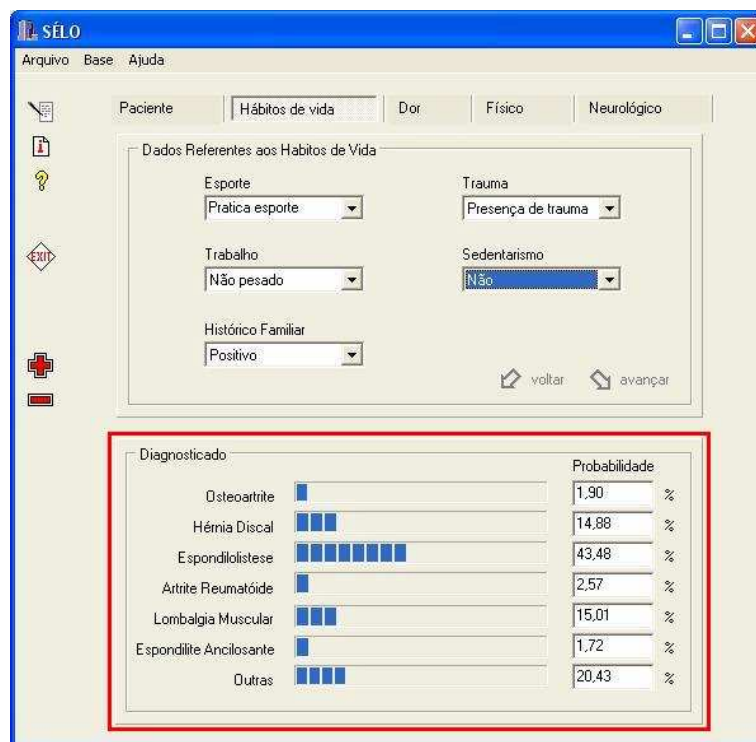 SÉLO
Arquivo Base Ajuda
Paciente Hábitos de vida Dor Físico Neurológico
Dados Referentes aos Habitos de Vida
Esporte Trauma
Pratica esporte Presença de trauma
Trabalho Sedentarismo
Não pesado Não
Histórico Familiar
Positivo
voltar avançar
EXIT
Diagnosticado
Probabilidade
Osteoartrite 1,90 %
Hérnia Discal 14,88 %
Espondilolistese 43,48 %
Artrite Reumatóide 2,57 %
Lombalgia Muscular 15,01 %
Espondilite Ancilosante 1,72 %
Outras 20,43 %